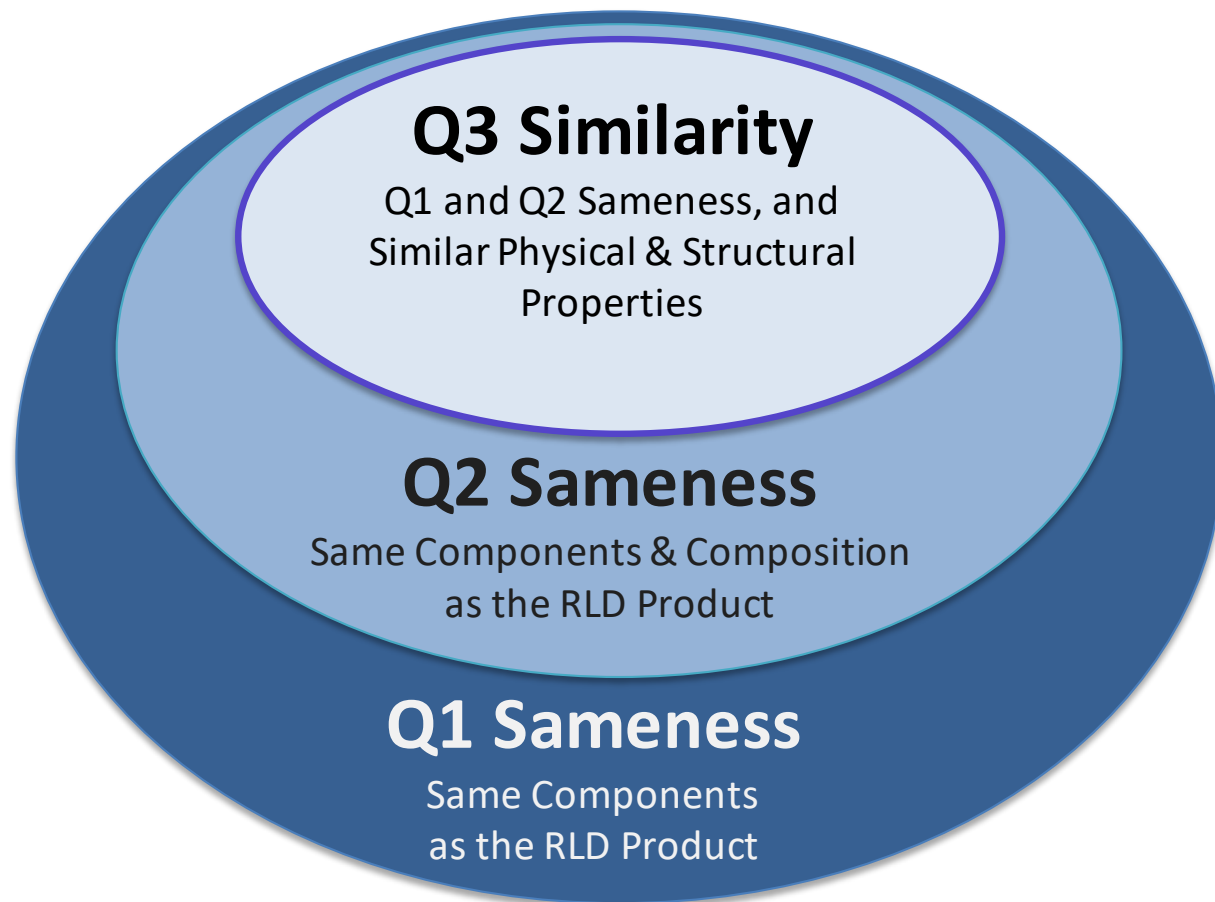 Q3 Similarity
Q1 and Q2 Sameness, and
Similar Physical & Structural
Properties
Q2 Sameness
Same Components & Composition
as the RLD Product
Q1 Sameness
Same Components
as the RLD Product